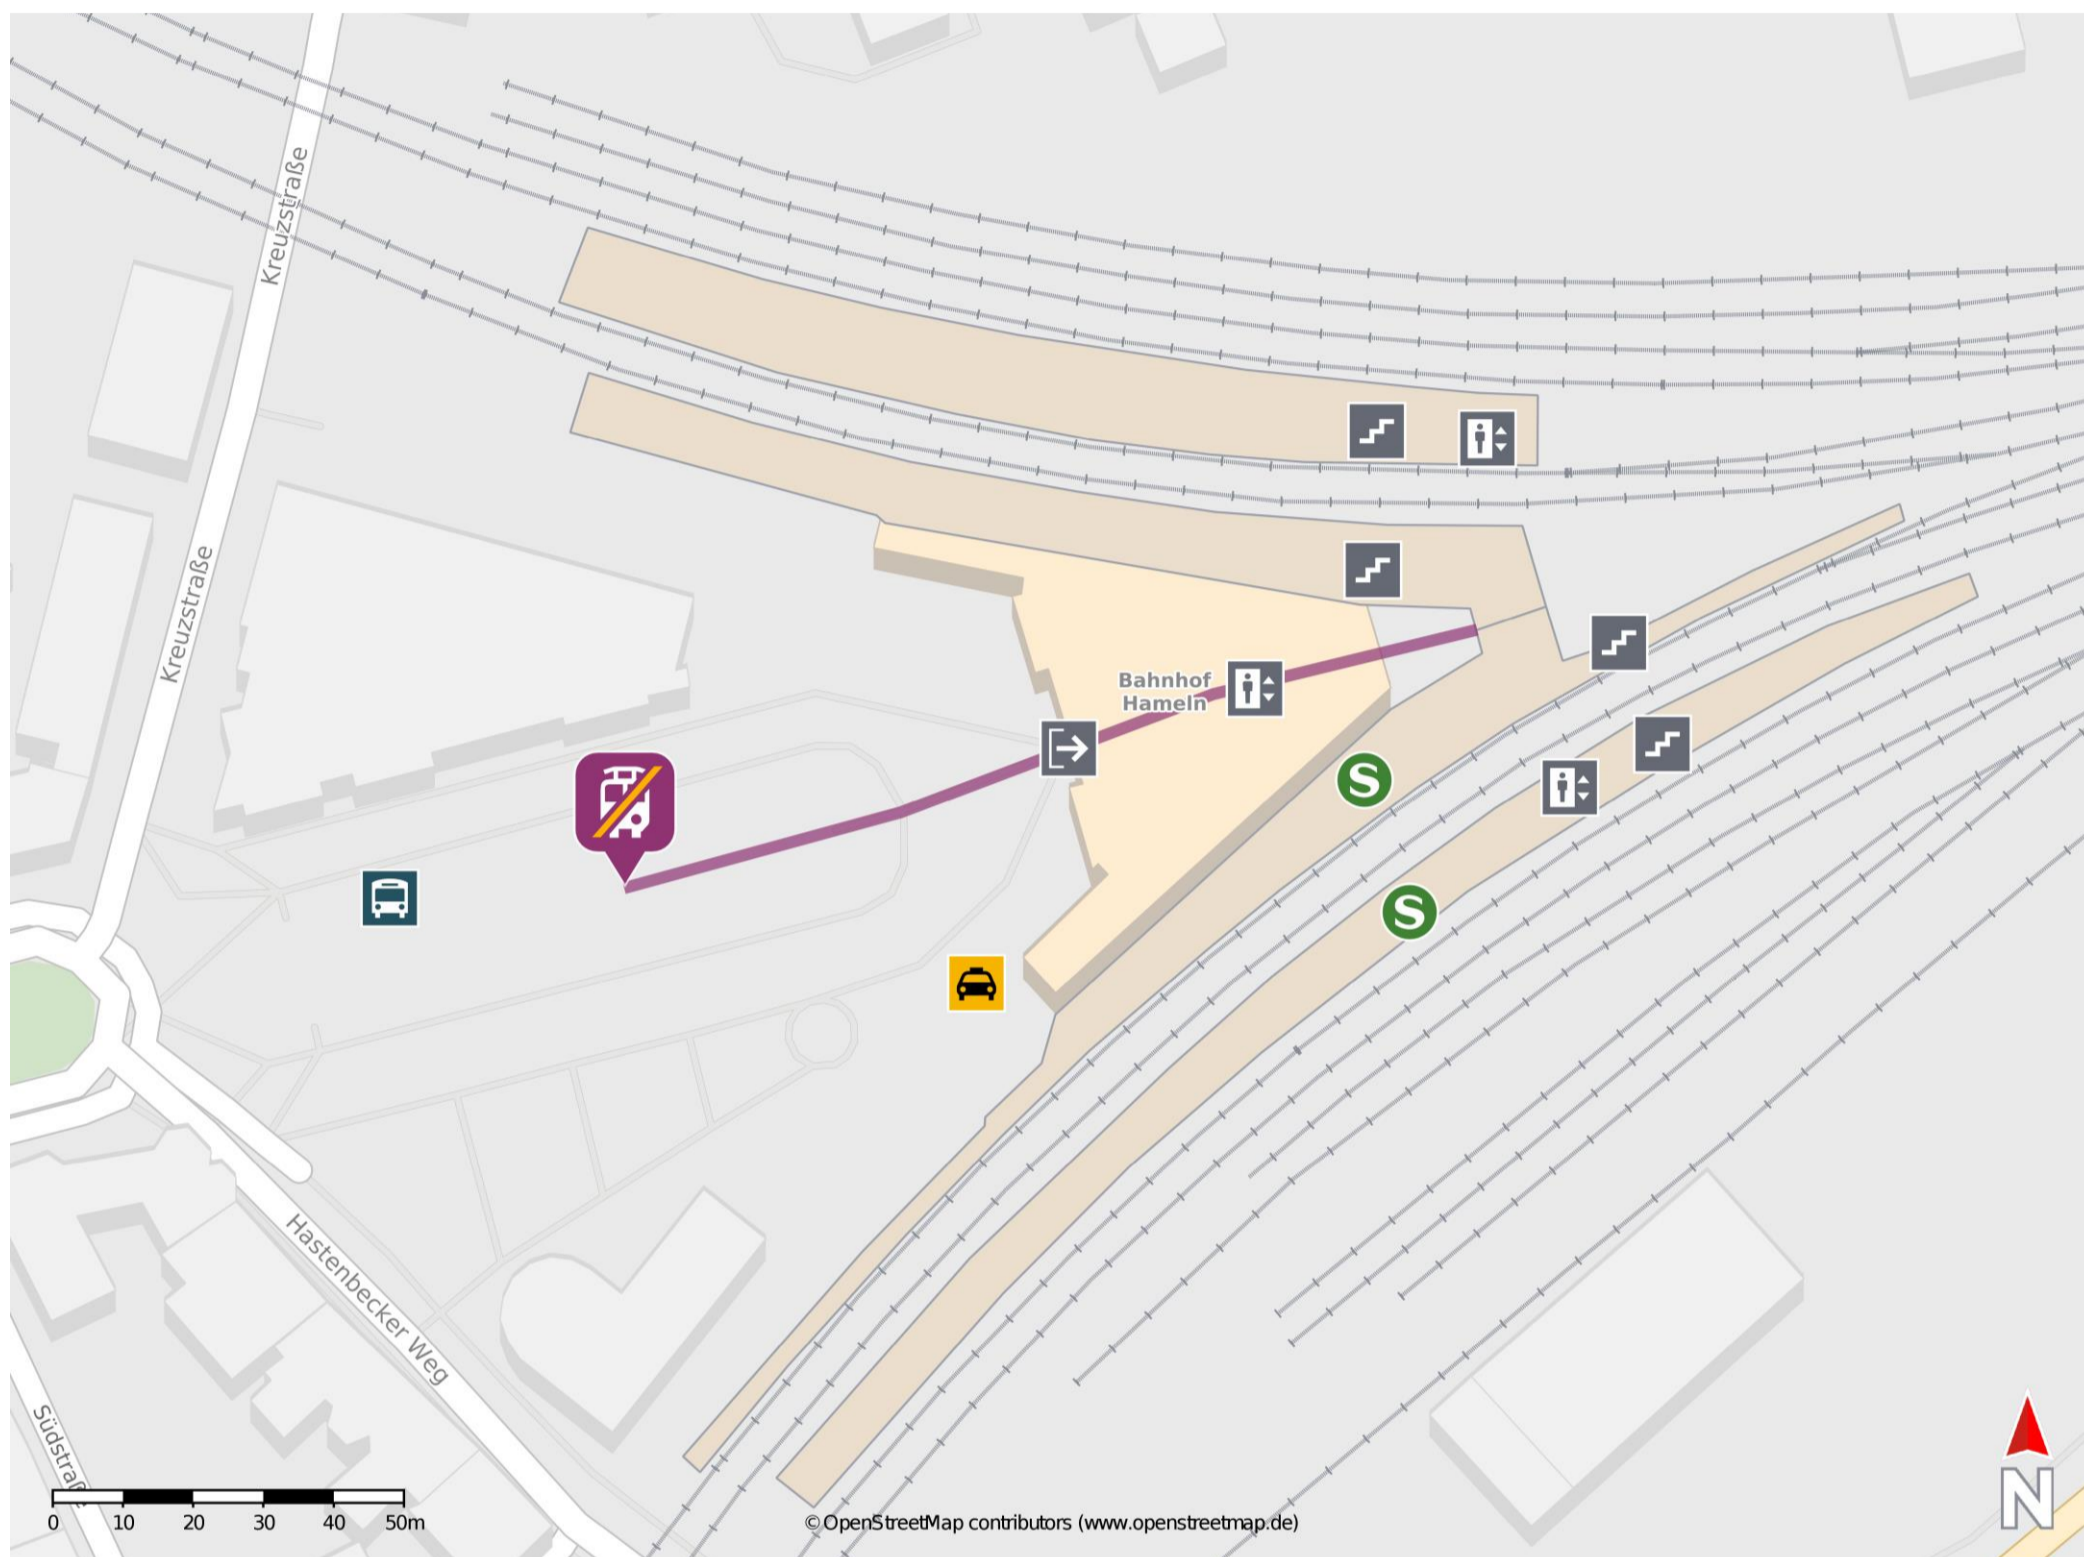 Kreuzstraße
Kreuzstraße
Bahnhof
Hameln
S
S
Hastenbecker Weg
Südstraße
0 10 20 30 40 50m
© OpenStreetMap contributors (www.openstreetmap.de)
N